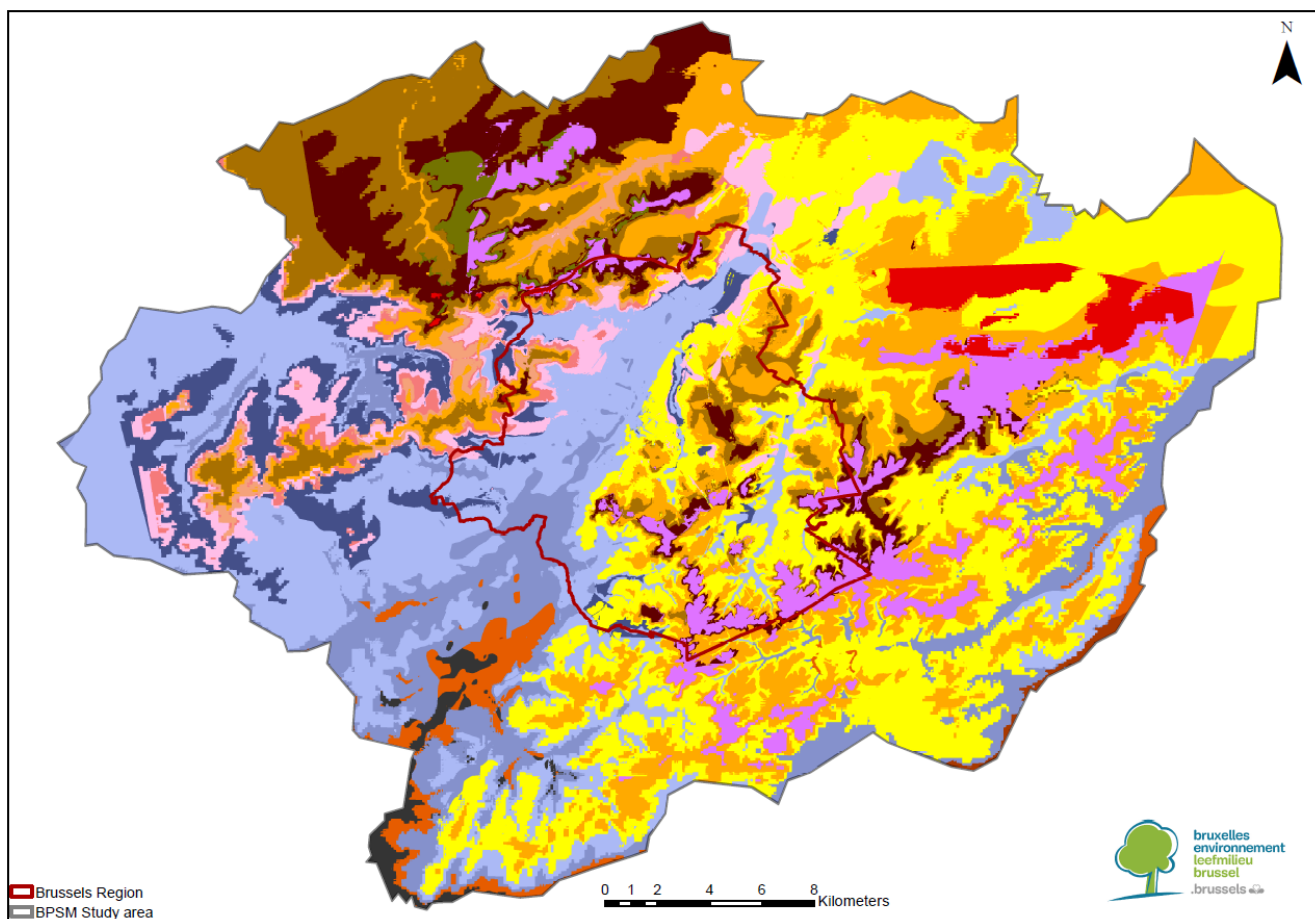 N
bruxelles
environnement
leefmilieu
brussel
.brussels
Brussels Region
BPSM Study area
0 1 2 4 6 8
Kilometers